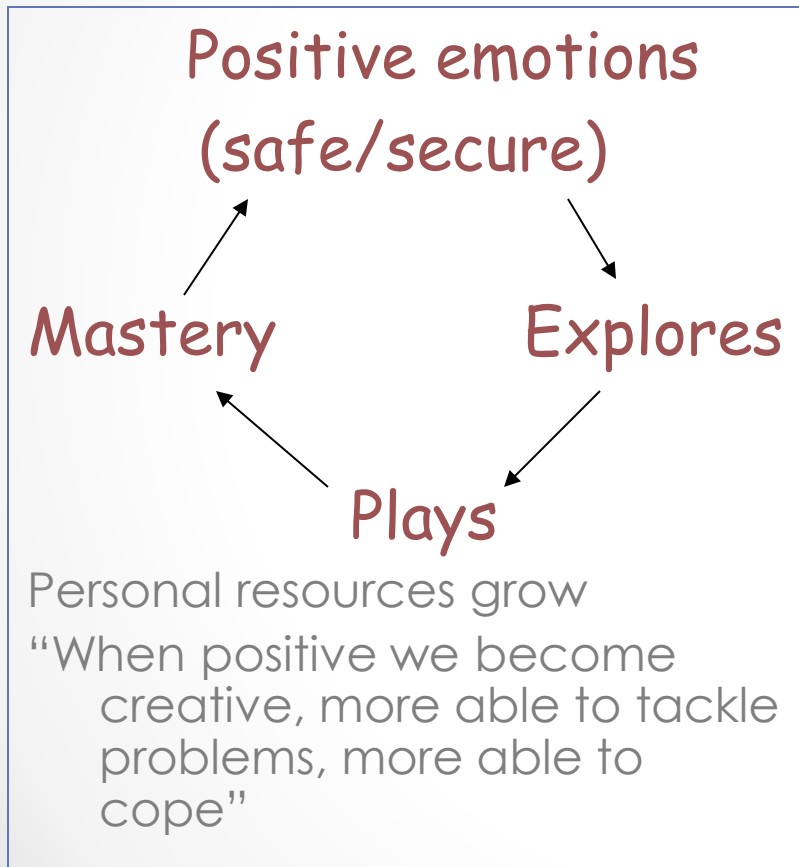 Positive emotions
(safe/secure)
Mastery
Explores
Plays
Personal resources grow
“When positive we become
creative, more able to tackle
problems, more able to
cope”